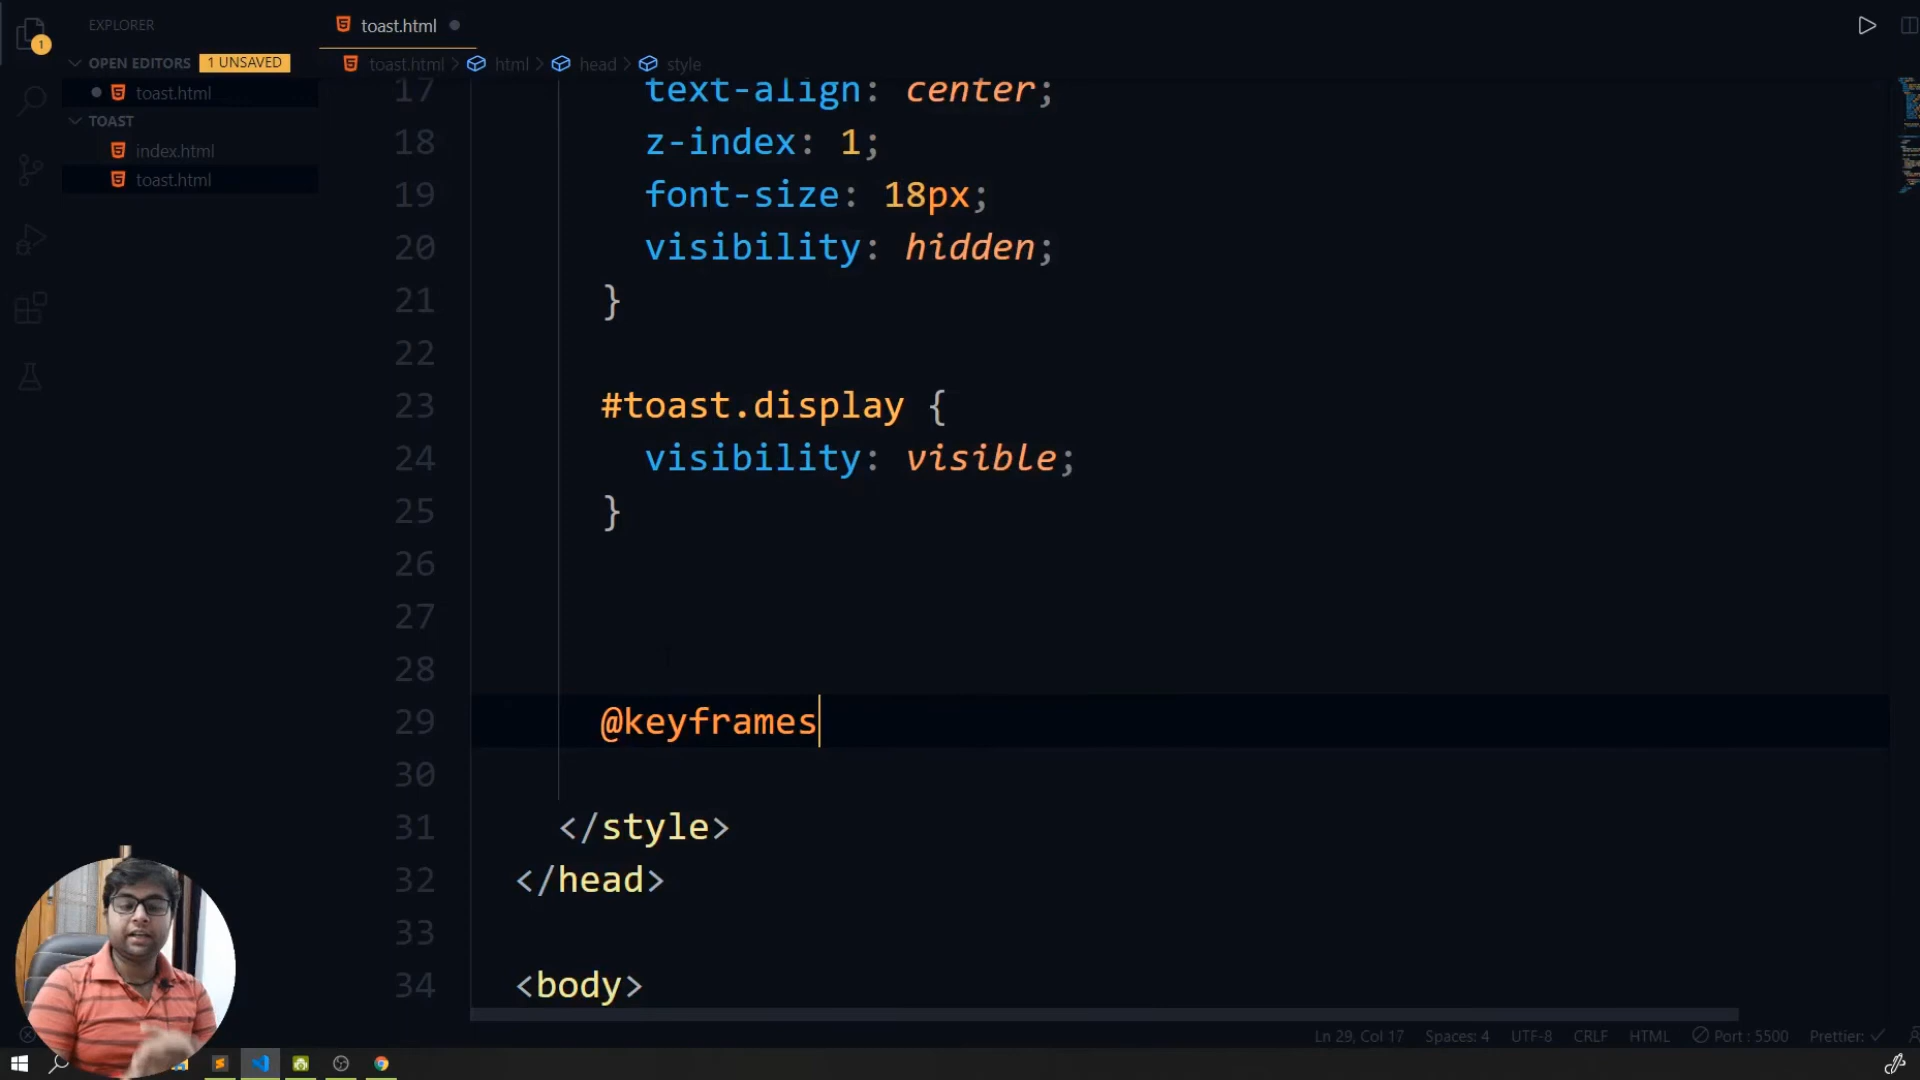 EXPLORER
toast.html
OPEN EDITORS
1 UNSAVED
toast.html
TOAST
index.html
toast.html
1
toast.html > html > head > style
17 text-align: center;
18 z-index: 1;
19 font-size: 18px;
20 visibility: hidden;
21 }
22
23 #toast.display {
24 visibility: visible;
25 }
26
27
28
29 @keyframes
30
31 </style>
32 </head>
33
34 <body>
Ln 29, Col 17 Spaces: 4 UTF-8 CRLF HTML Port : 5500 Prettier: ✓